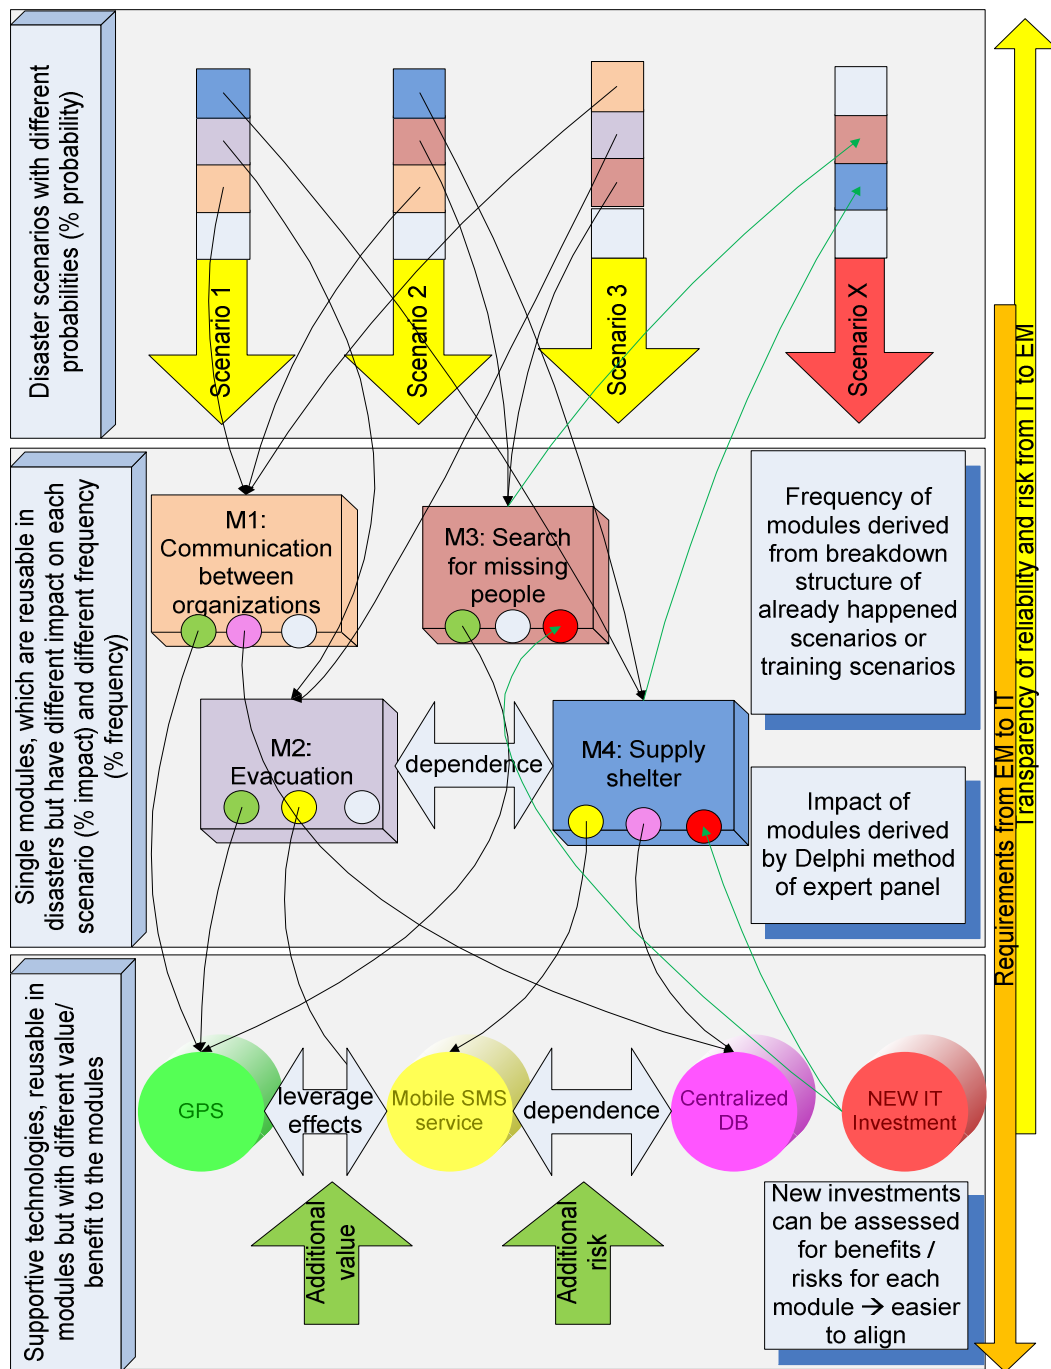 Disaster scenarios with different
probabilities (% probability)
Scenario 1
Scenario 2
Scenario 3
Scenario X
Single modules, which are reusable in
disasters but have different impact on each
scenario (% impact) and different frequency
(% frequency)
M1:
Communication
between
organizations
M3: Search
for missing
people
M2:
Evacuation
dependence
M4: Supply
shelter
Frequency of
modules derived
from breakdown
structure of
already happened
scenarios or
training scenarios
Impact of
modules derived
by Delphi method
of expert panel
Supportive technologies, reusable in
modules but with different value/
benefit to the modules
GPS
leverage
effects
Mobile SMS
service
dependence
Centralized
DB
NEW IT
Investment
Additional
value
Additional
risk
New investments
can be assessed
for benefits /
risks for each
module → easier
to align
Requirements from EM to IT
Transparency of reliability and risk from IT to EM